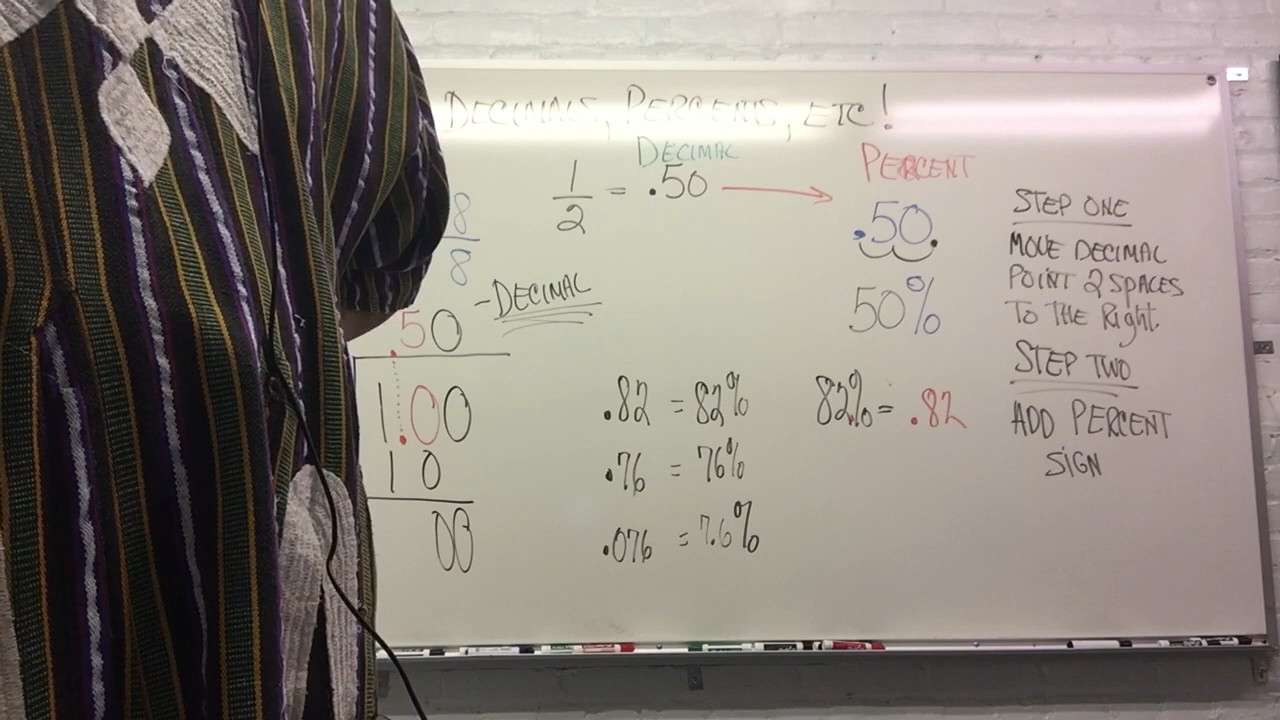 DECIMALS, PERCENTS, ETC!
DECIMAL
1/2 = .50
PERCENT
.50.
50%
8/8
- DECIMAL
.50
1.00
10
00
.82 = 82%
.76 = 76%
.076 = 7.6%
82% = .82
STEP ONE
MOVE DECIMAL
POINT 2 SPACES
To THE Right.
STEP TWO
ADD PERCENT
SIGN